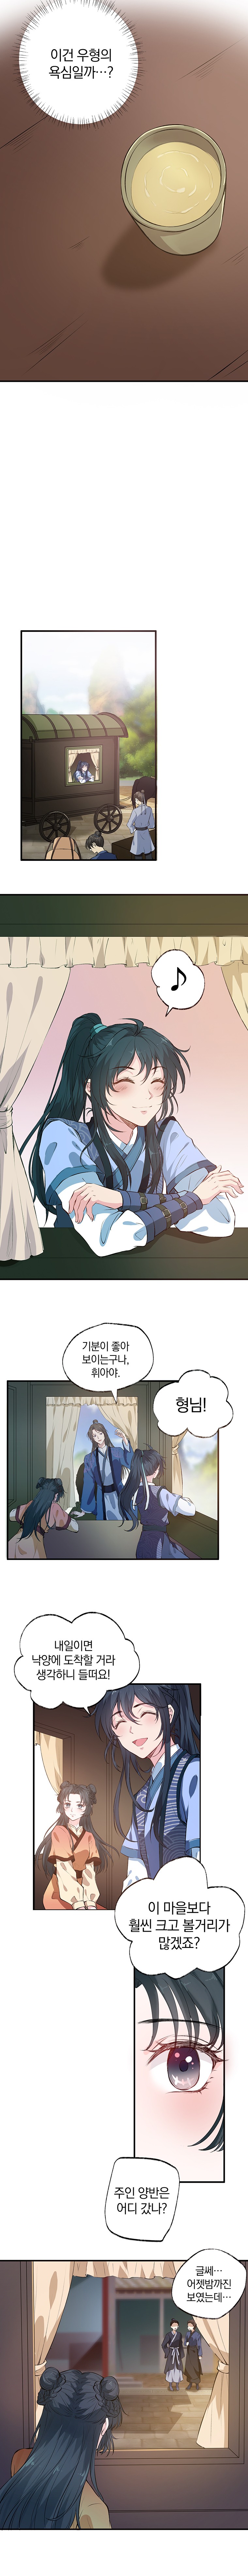 이건 우형의
욕심일까…?
♪
기분이 좋아
보이는구나,
휘아야.
형님!
내일이면
낙양에 도착할 거라
생각하니 들떠요!
이 마을보다
훨씬 크고 볼거리가
많겠죠?
주인 양반은
어디 갔나?
글쎄…
어젯밤까진
보였는데…